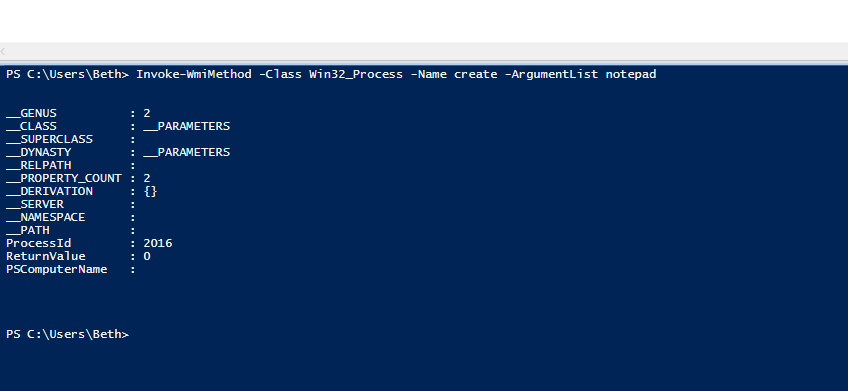 PS C:\Users\Beth> Invoke-WmiMethod -Class Win32_Process -Name create -ArgumentList notepad
__GENUS          : 2
__CLASS          : __PARAMETERS
__SUPERCLASS     :
__DYNASTY        : __PARAMETERS
__RELPATH        :
__PROPERTY_COUNT : 2
__DERIVATION     : {}
__SERVER         :
__NAMESPACE      :
__PATH           :
ProcessId        : 2016
ReturnValue      : 0
PSComputerName   :
PS C:\Users\Beth>